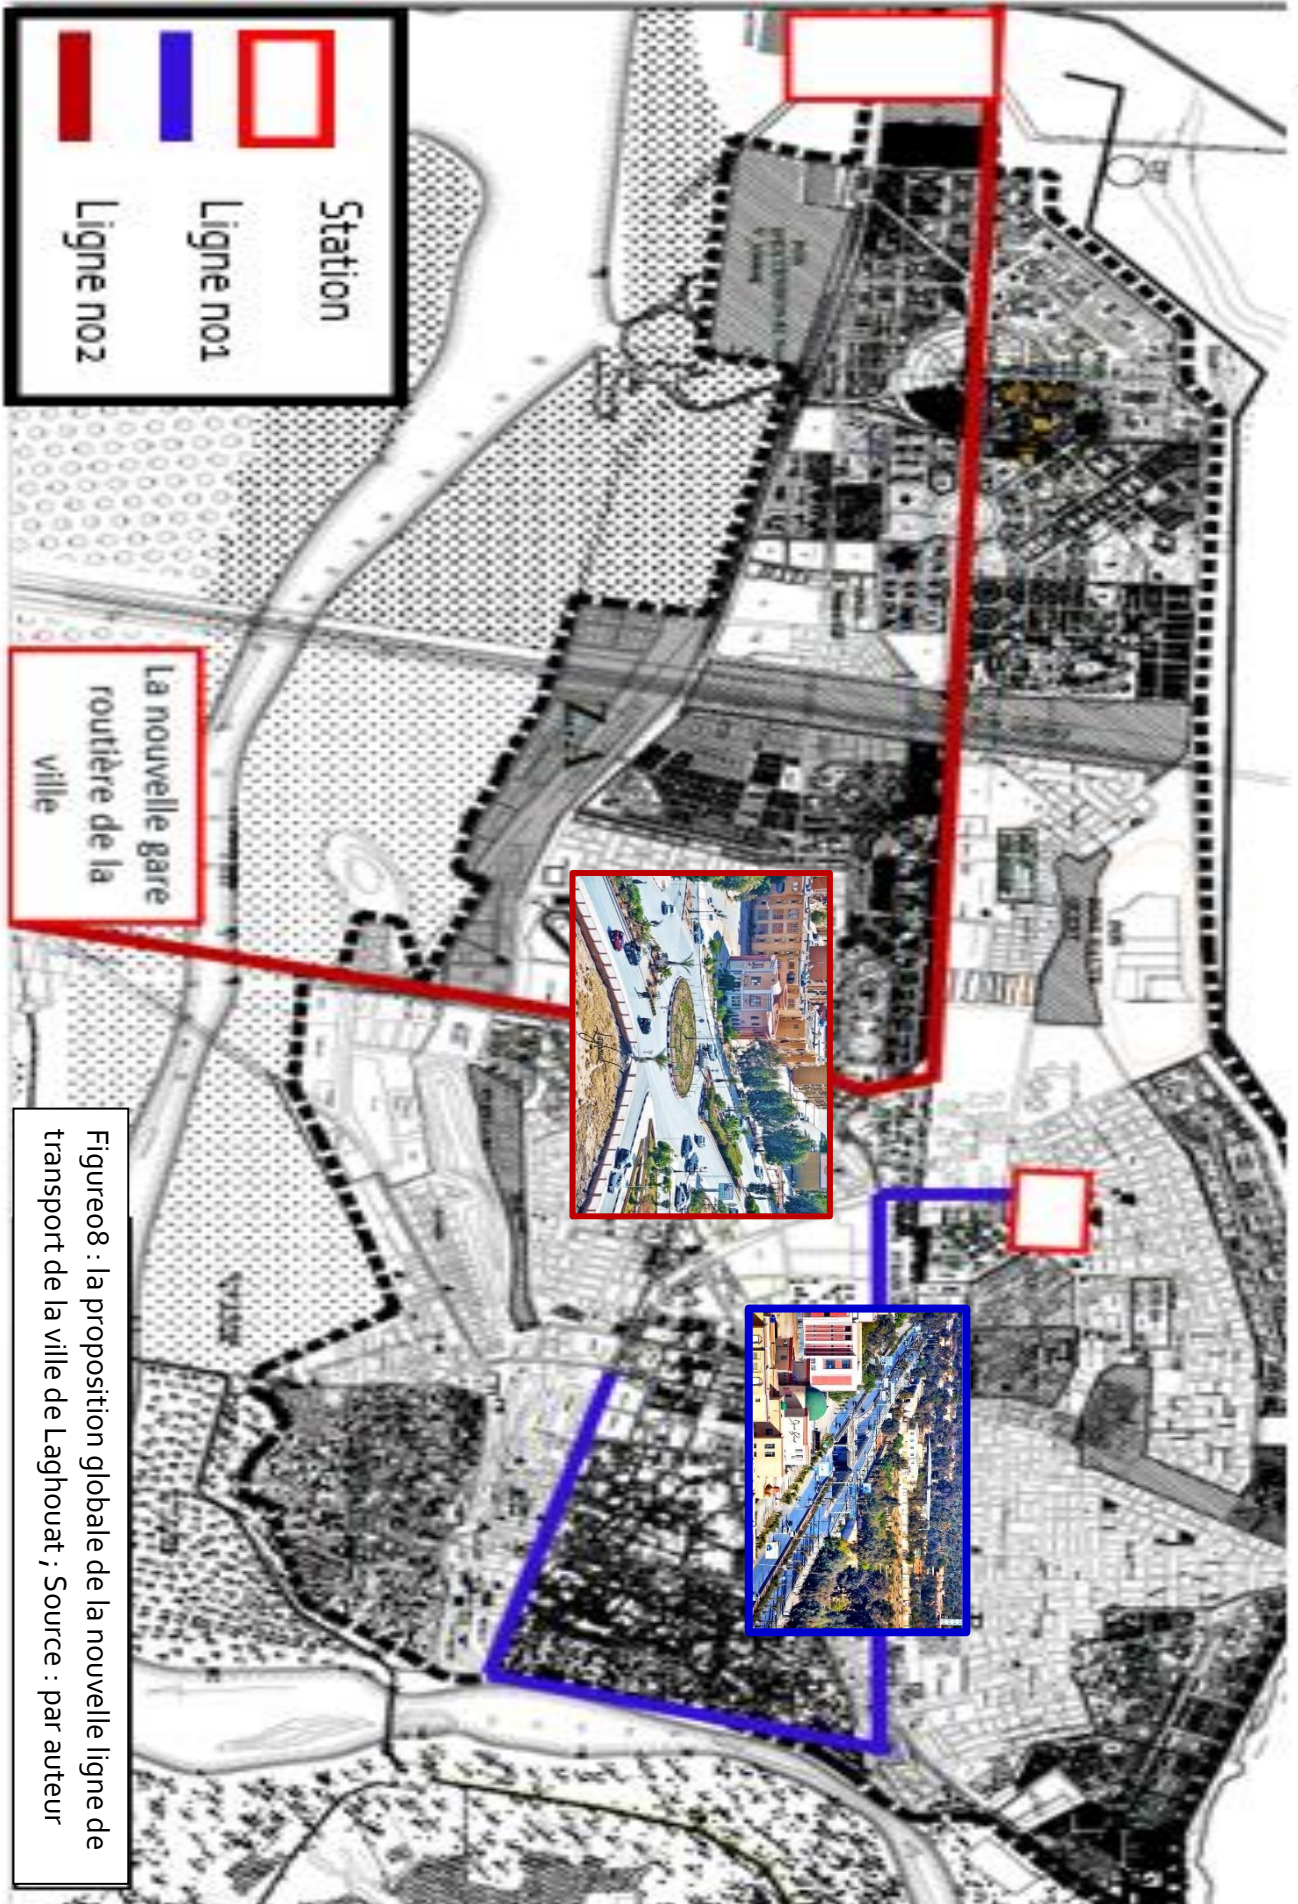 Station
Ligne no1
Ligne no2
La nouvelle gare
routière de la
ville
Figure08 : la proposition globale de la nouvelle ligne de
transport de la ville de Laghouat ; Source : par auteur